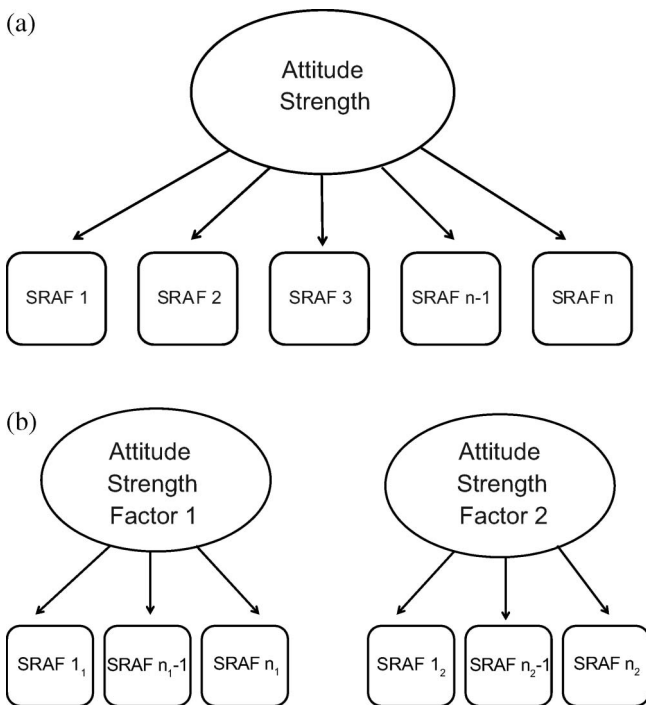 (a)
Attitude
Strength
SRAF 1 SRAF 2 SRAF 3 SRAF n-1 SRAF n
(b)
Attitude
Strength
Factor 1
Attitude
Strength
Factor 2
SRAF 1₁ SRAF n₁-1 SRAF n₁ SRAF 1₂ SRAF n₂-1 SRAF n₂